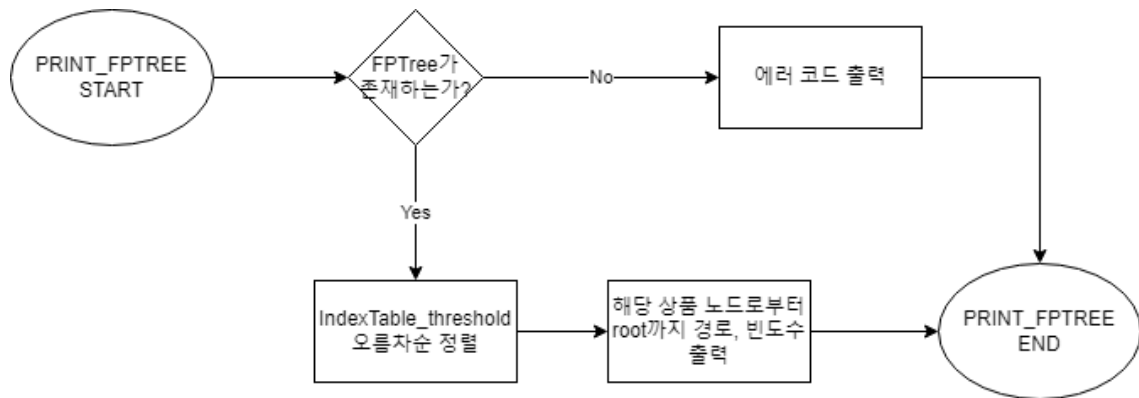 PRINT_FPTREE
START
FPTree가
존재하는가?
No
에러 코드 출력
Yes
IndexTable_threshold
오름차순 정렬
해당 상품 노드로부터
root까지 경로, 빈도수
출력
PRINT_FPTREE
END